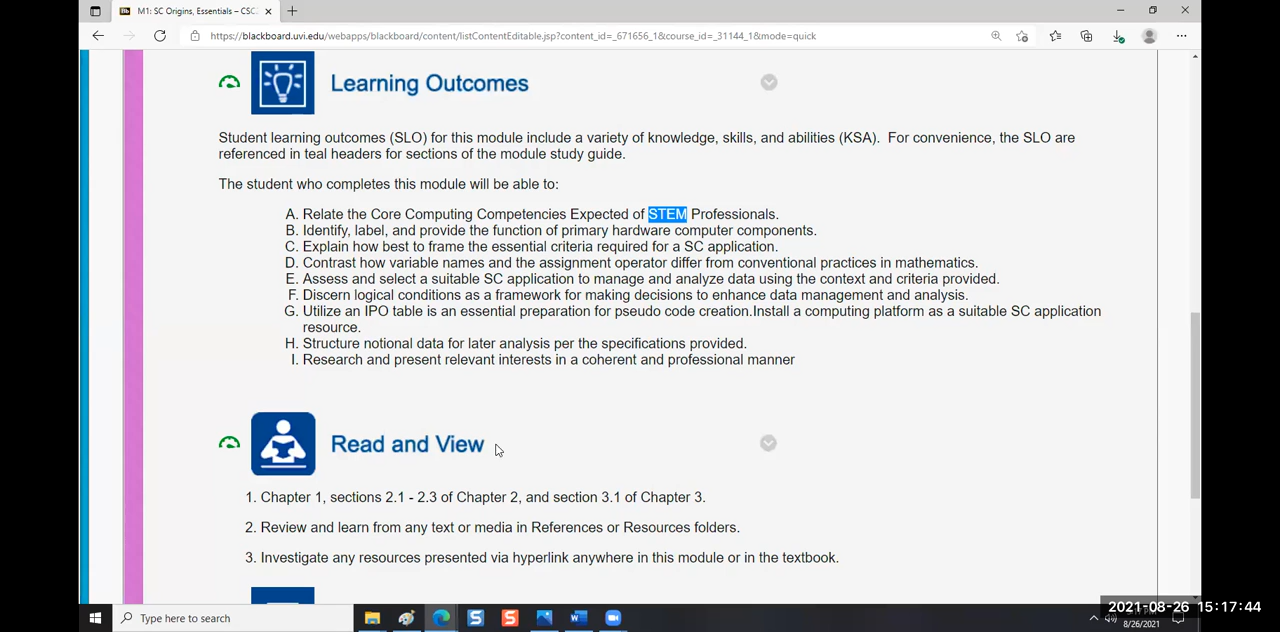 M1: SC Origins, Essentials – CSC
https://blackboard.uvi.edu/webapps/blackboard/content/listContentEditable.jsp?content_id=_671656_1&course_id=_31144_1&mode=quick
Learning Outcomes
Student learning outcomes (SLO) for this module include a variety of knowledge, skills, and abilities (KSA). For convenience, the SLO are
referenced in teal headers for sections of the module study guide.
The student who completes this module will be able to:
A. Relate the Core Computing Competencies Expected of STEM Professionals.
B. Identify, label, and provide the function of primary hardware computer components.
C. Explain how best to frame the essential criteria required for a SC application.
D. Contrast how variable names and the assignment operator differ from conventional practices in mathematics.
E. Assess and select a suitable SC application to manage and analyze data using the context and criteria provided.
F. Discern logical conditions as a framework for making decisions to enhance data management and analysis.
G. Utilize an IPO table is an essential preparation for pseudo code creation.Install a computing platform as a suitable SC application
resource.
H. Structure notional data for later analysis per the specifications provided.
I. Research and present relevant interests in a coherent and professional manner
Read and View
1. Chapter 1, sections 2.1 - 2.3 of Chapter 2, and section 3.1 of Chapter 3.
2. Review and learn from any text or media in References or Resources folders.
3. Investigate any resources presented via hyperlink anywhere in this module or in the textbook.
Type here to search
2021-08-26 15:17:44
8/26/2021